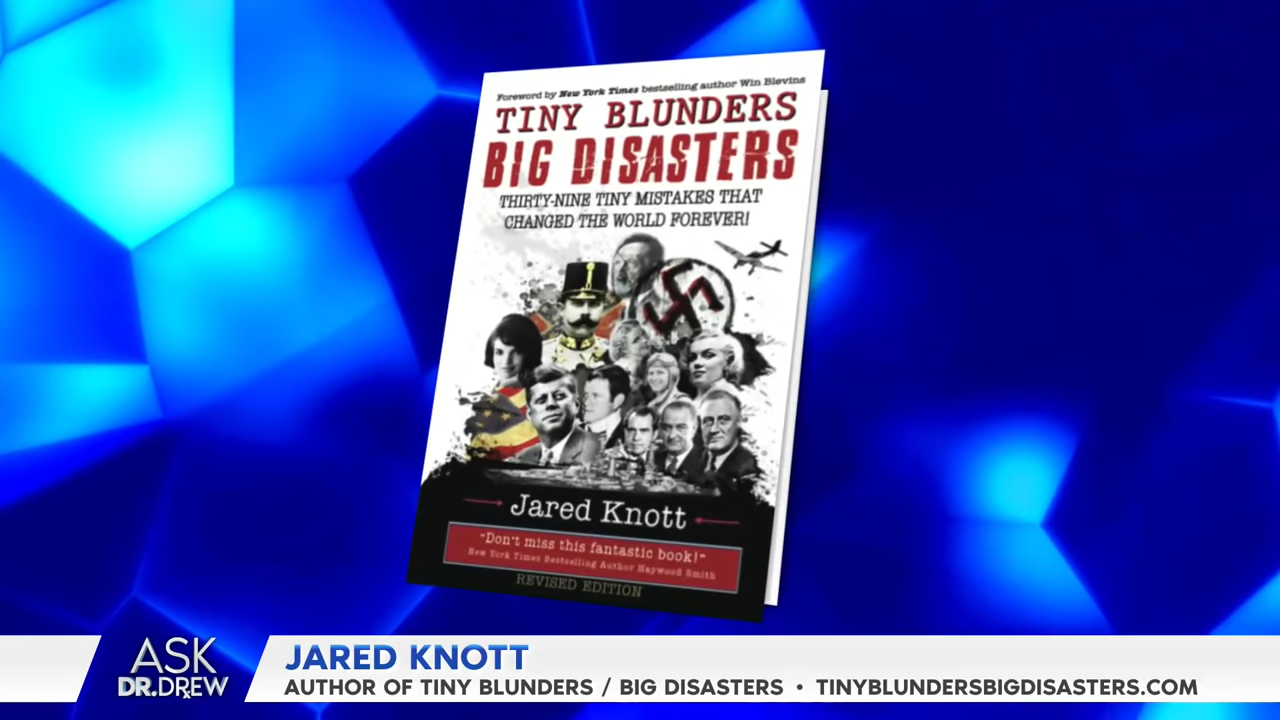 Foreword by New York Times bestselling author Win Blevins
TINY BLUNDERS
BIG DISASTERS
THIRTY-NINE TINY MISTAKES THAT
CHANGED THE WORLD FOREVER!
Jared Knott
"Don't miss this fantastic book!"
New York Times Bestselling Author Haywood Smith
REVISED EDITION
ASK
DR.DREW
JARED KNOTT
AUTHOR OF TINY BLUNDERS / BIG DISASTERS • TINYBLUNDERSBIGDISASTERS.COM